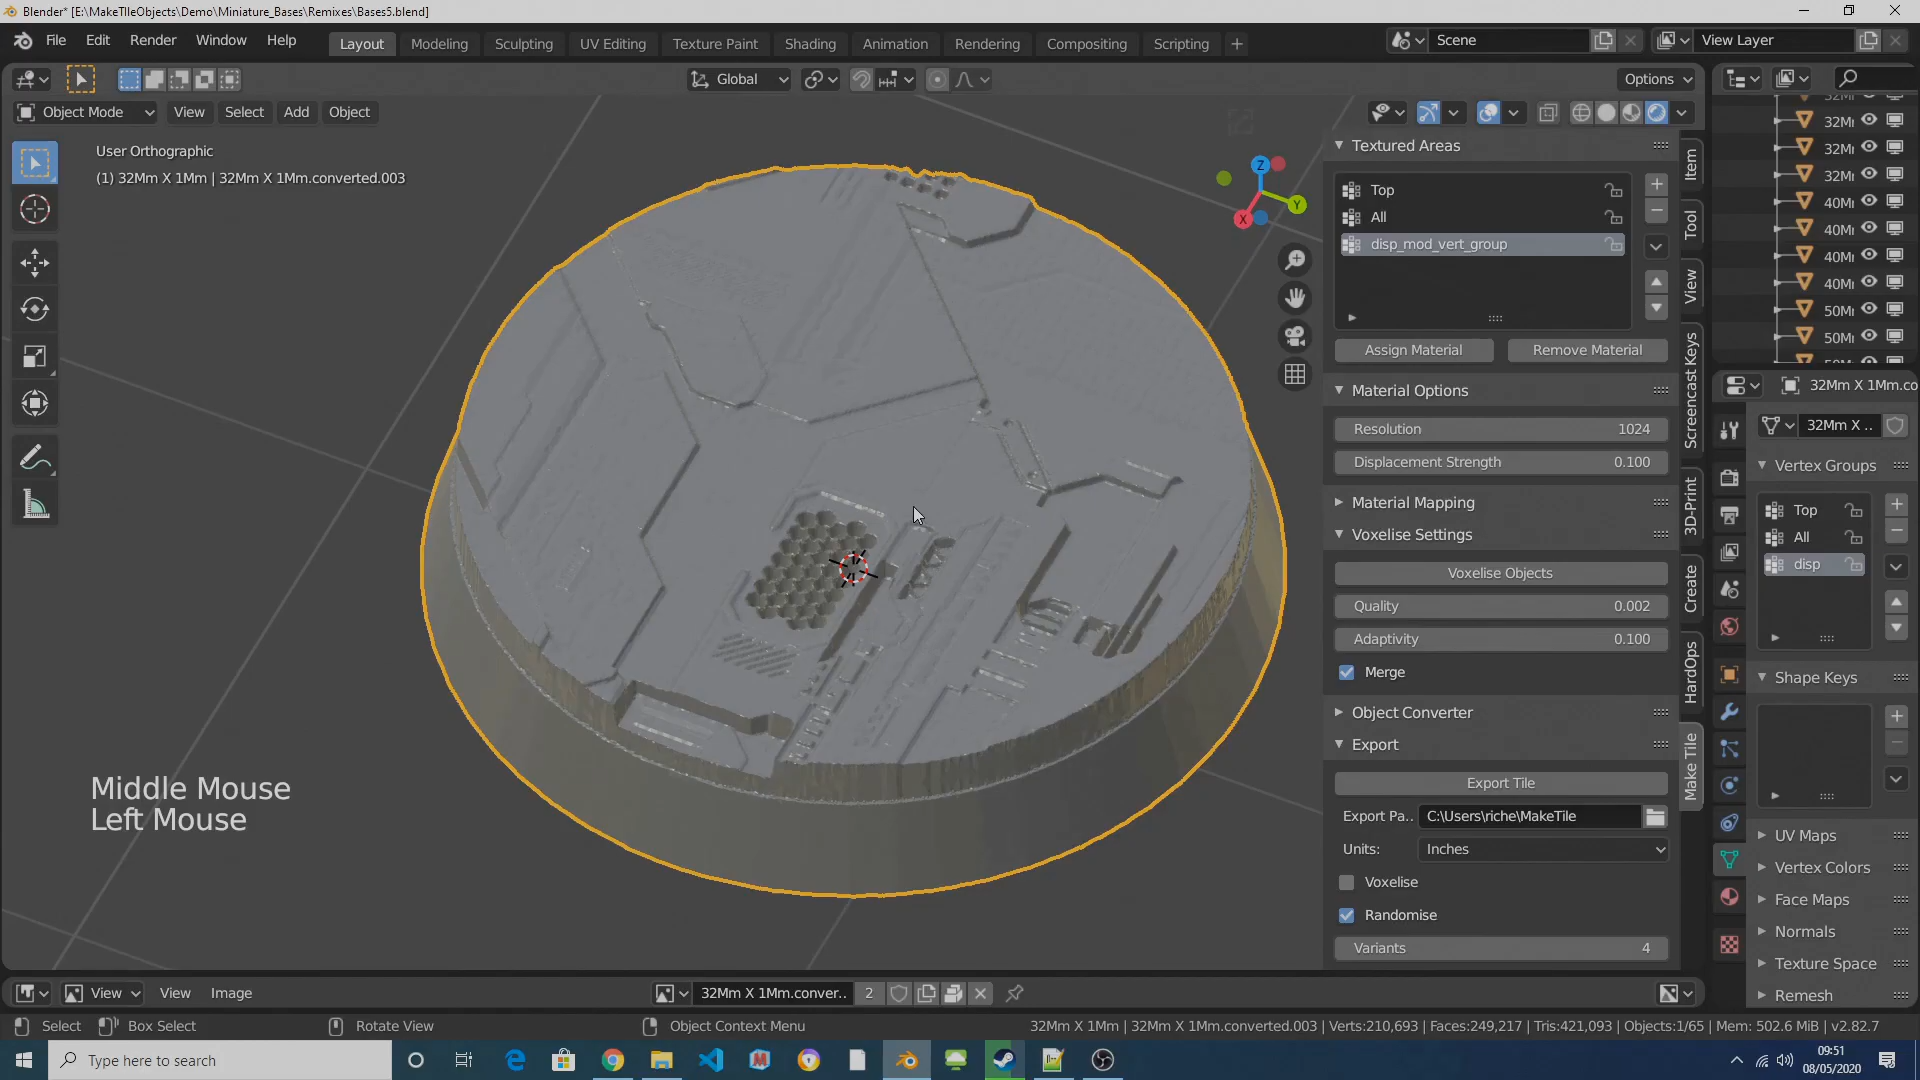 Blender* [E:\MakeTIleObjects\Demo\Miniature_Bases\Remixes\Bases5.blend]
File Edit Render Window Help
Layout Modeling Sculpting UV Editing Texture Paint Shading Animation Rendering Compositing Scripting +
Scene
View Layer
Global
Options
Object Mode View Select Add Object
User Orthographic
(1) 32Mm X 1Mm | 32Mm X 1Mm.converted.003
Z
Y
X
Middle Mouse
Left Mouse
Textured Areas
Top
All
disp_mod_vert_group
Assign Material
Remove Material
Material Options
Resolution 1024
Displacement Strength 0.100
Material Mapping
Voxelise Settings
Voxelise Objects
Quality 0.002
Adaptivity 0.100
Merge
Object Converter
Export
Export Tile
Export Pa.. C:\Users\riche\MakeTile
Units: Inches
Voxelise
Randomise
Variants 4
Item
Tool
View
Screencast Keys
3D-Print
Create
HardOps
Make Tile
32Mı
32Mı
32Mı
40Mı
40Mı
40Mı
40Mı
50Mı
50Mı
32Mm X 1Mm.co
32Mm X ..
Vertex Groups
Top
All
disp
Shape Keys
UV Maps
Vertex Colors
Face Maps
Normals
Texture Space
Remesh
View View Image
32Mm X 1Mm.conver.. 2
Select Box Select Rotate View Object Context Menu
32Mm X 1Mm | 32Mm X 1Mm.converted.003 | Verts:210,693 | Faces:249,217 | Tris:421,093 | Objects:1/65 | Mem: 502.6 MiB | v2.82.7
Type here to search
09:51
08/05/2020